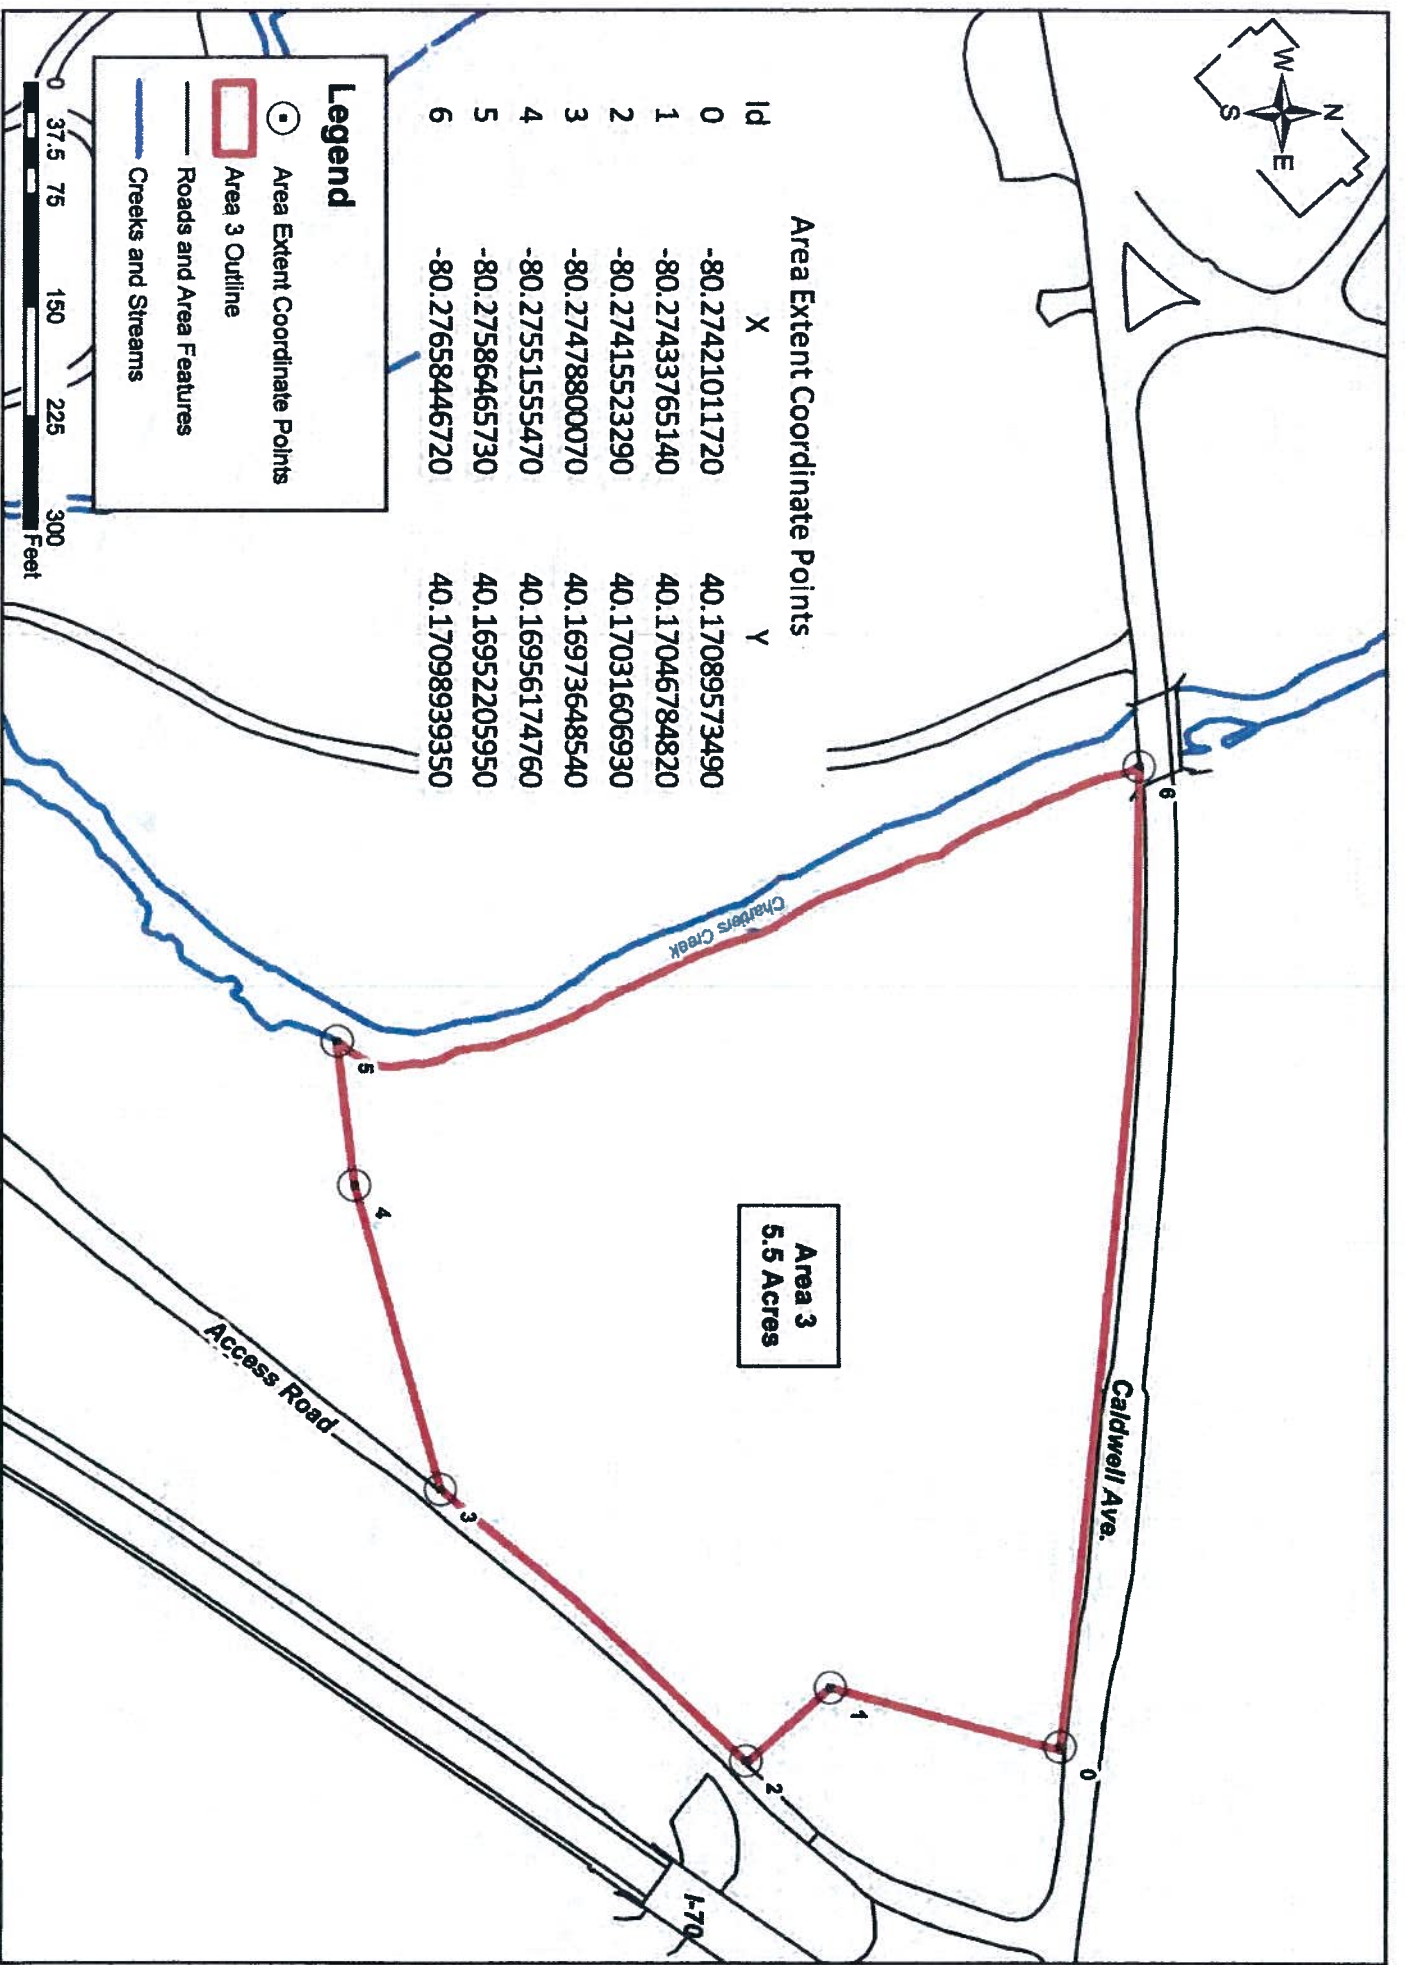 N
W
E
S
Area Extent Coordinate Points
Id X Y
0 -80.27421011720 40.17089573490
1 -80.27433765140 40.17046784820
2 -80.27415523290 40.17031606930
3 -80.27478800070 40.16973648540
4 -80.27551555470 40.16956174760
5 -80.27586465730 40.16952205950
6 -80.27658446720 40.17098939350
Legend
Area Extent Coordinate Points
Area 3 Outline
Roads and Area Features
Creeks and Streams
0 37.5 75 150 225 300
Feet
6
Caldwell Ave.
0
Chartiers Creek
Area 3
5.5 Acres
1
2
5
4
3
Access Road
I-70